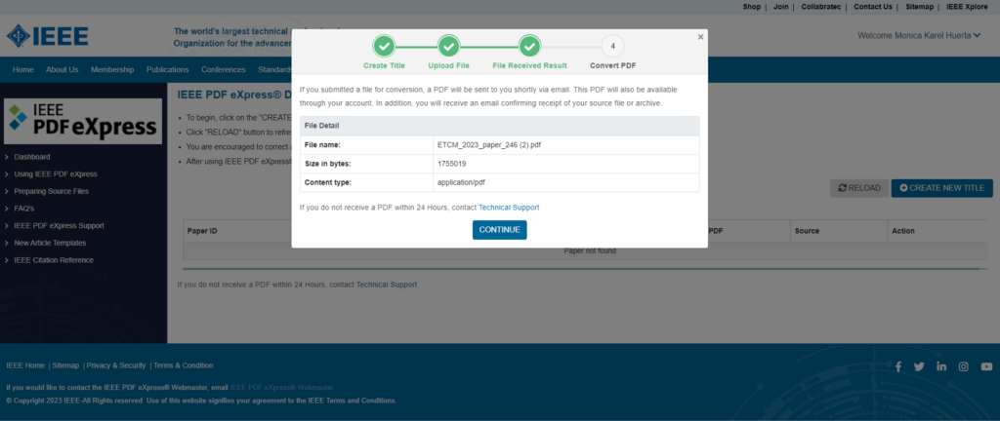 Shop | Join | Collabratec | Contact Us | Sitemap | IEEE Xplore
IEEE
The world's largest technical
Organization for the advancer
Welcome Monica Karel Huerta
Home About Us Membership Publications Conferences Standards
×
4
Create Title Upload File File Received Result Convert PDF
If you submitted a file for conversion, a PDF will be sent to you shortly via email. This PDF will also be available
through your account. In addition, you will receive an email confirming receipt of your source file or archive.
File Detail
File name: ETCM_2023_paper_246 (2).pdf
Size in bytes: 1755019
Content type: application/pdf
If you do not receive a PDF within 24 Hours, contact Technical Support
CONTINUE
IEEE
PDF eXpress
Dashboard
Using IEEE PDF eXpress
Preparing Source Files
FAQ's
IEEE PDF eXpress Support
New Article Templates
IEEE Citation Reference
IEEE PDF eXpress® D
To begin, click on the "CREATE
Click "RELOAD" button to refre
You are encouraged to correct
After using IEEE PDF eXpress
RELOAD CREATE NEW TITLE
Paper ID PDF Source Action
Paper not found
If you do not receive a PDF within 24 Hours, contact Technical Support
IEEE Home | Sitemap | Privacy & Security | Terms & Condition
If you would like to contact the IEEE PDF eXpress® Webmaster, email IEEE PDF eXpress® Webmaster
© Copyright 2023 IEEE-All Rights reserved. Use of this website signifies your agreement to the IEEE Terms and Conditions.